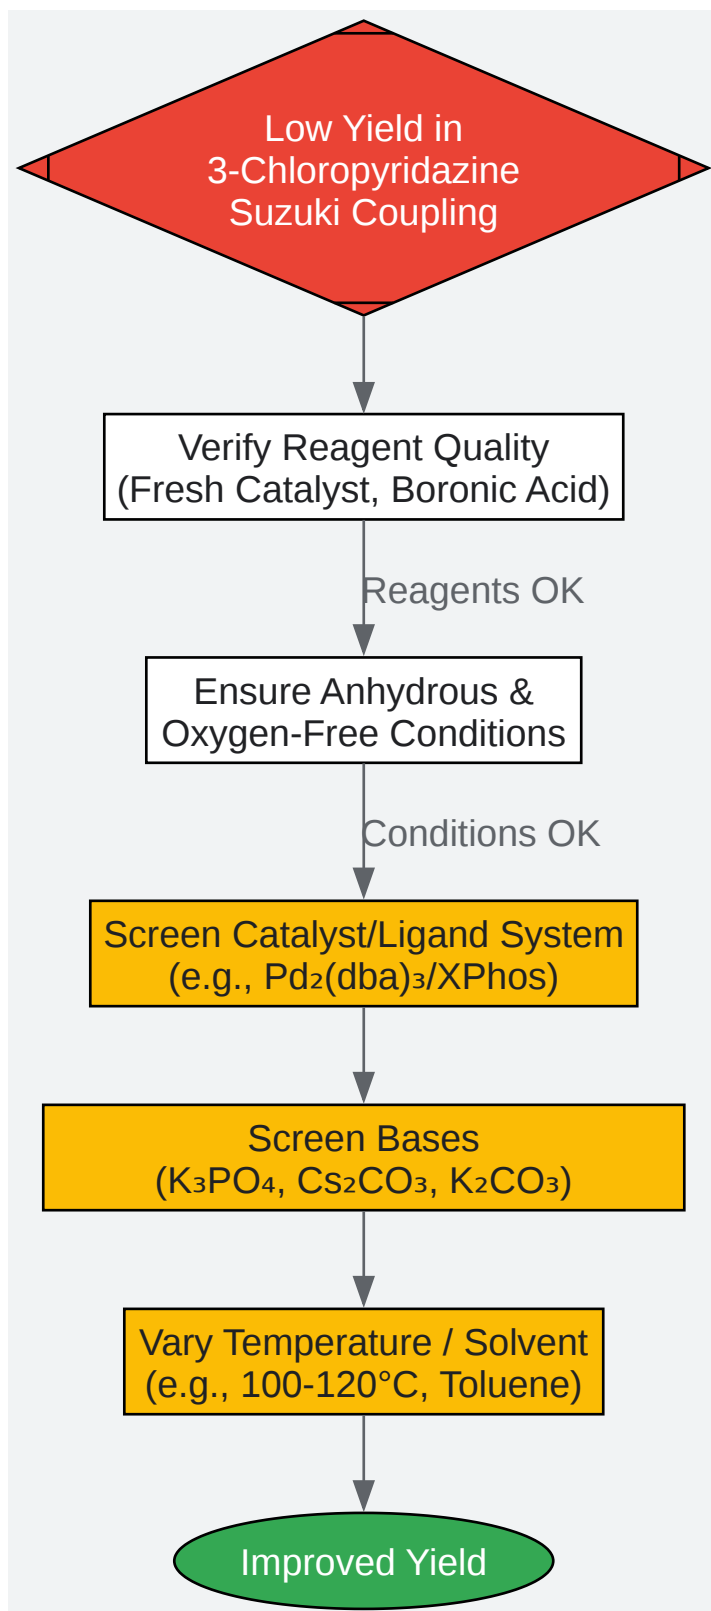 Low Yield in
3-Chloropyridazine
Suzuki Coupling
Verify Reagent Quality
(Fresh Catalyst, Boronic Acid)
Reagents OK
Ensure Anhydrous &
Oxygen-Free Conditions
Conditions OK
Screen Catalyst/Ligand System
(e.g., Pd₂(dba)₃/XPhos)
Screen Bases
(K₃PO₄, Cs₂CO₃, K₂CO₃)
Vary Temperature / Solvent
(e.g., 100-120°C, Toluene)
Improved Yield